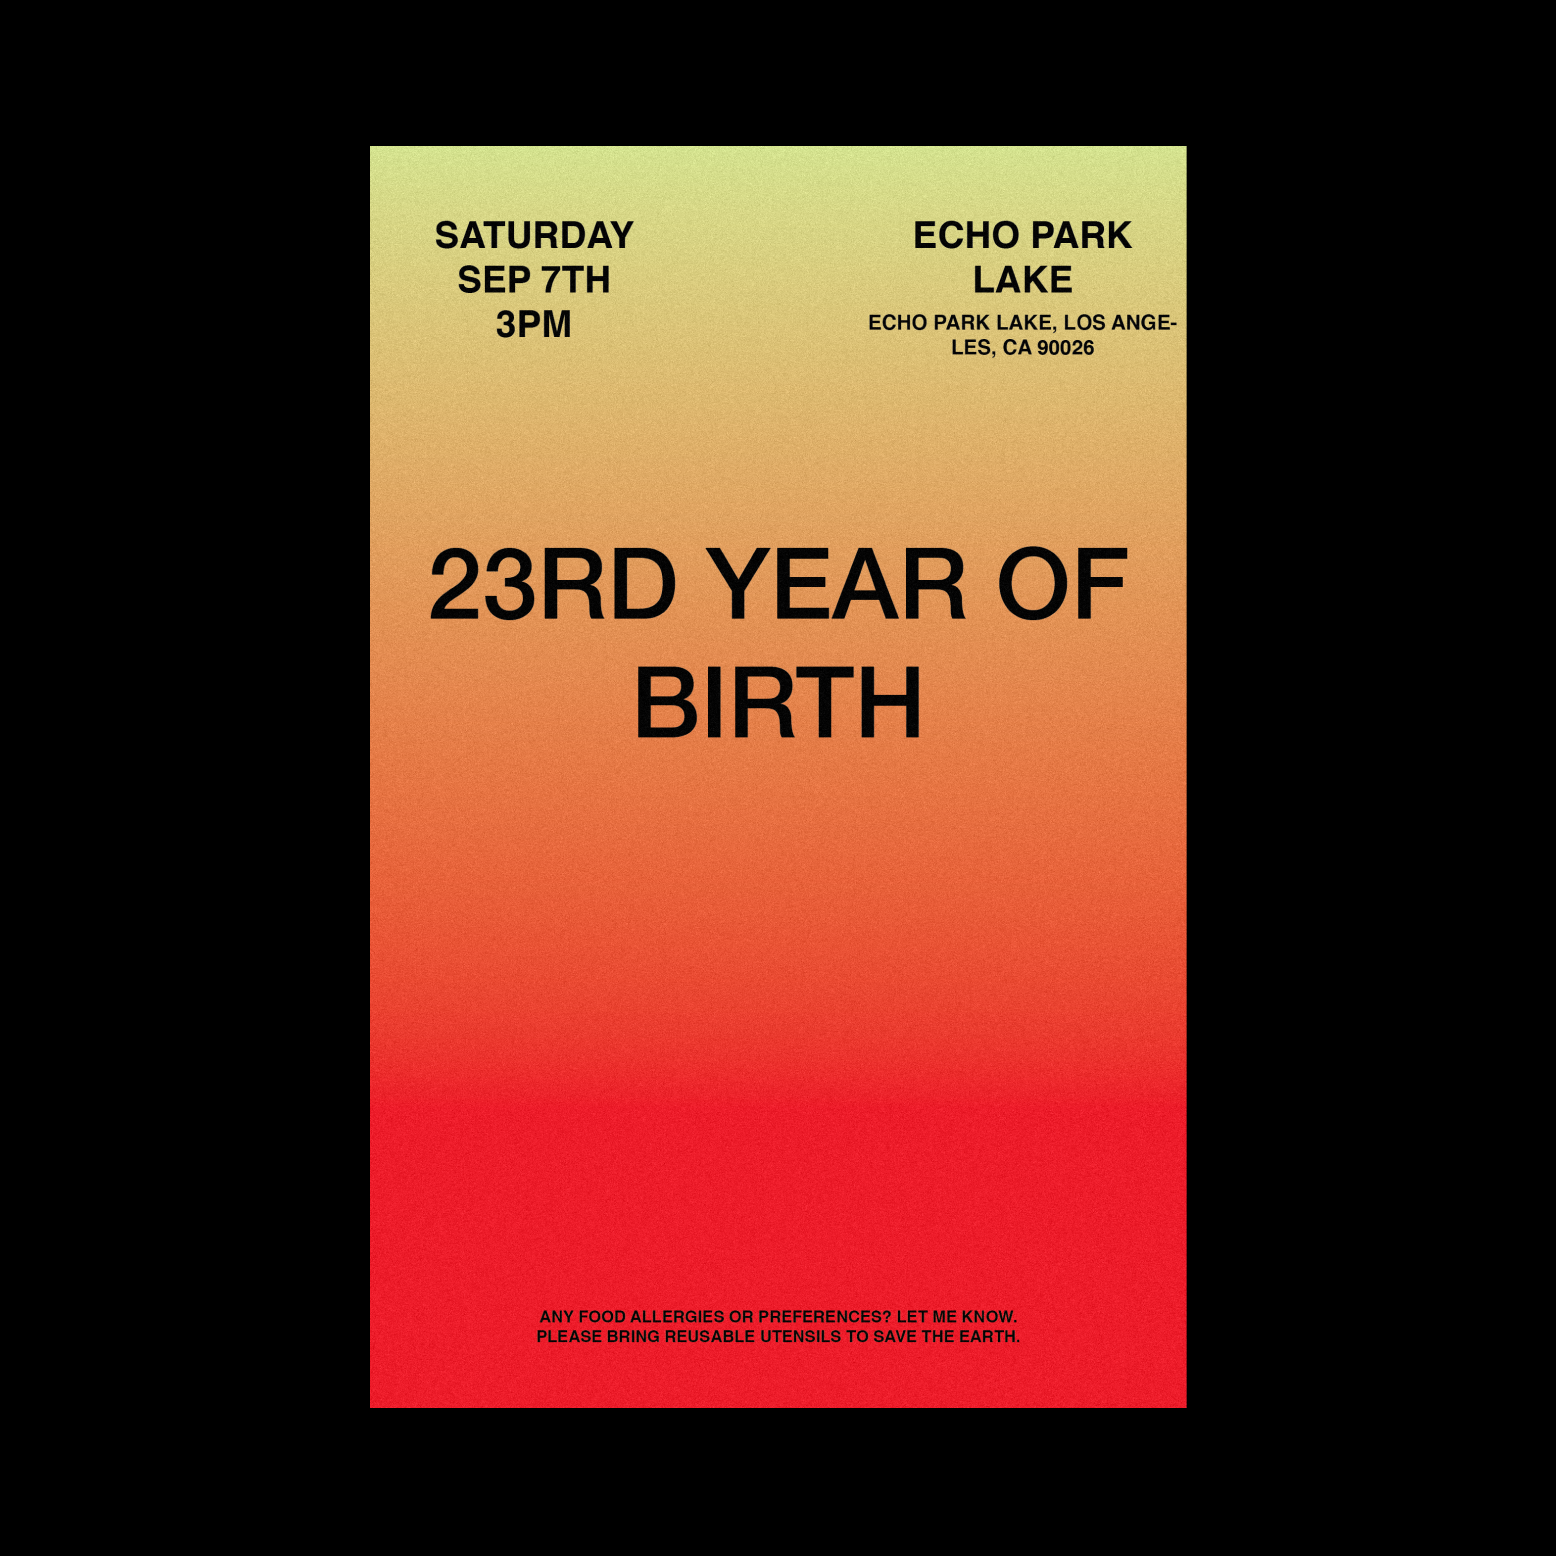 SATURDAY
SEP 7TH
3PM
ECHO PARK
LAKE
ECHO PARK LAKE, LOS ANGE-
LES, CA 90026
23RD YEAR OF
BIRTH
ANY FOOD ALLERGIES OR PREFERENCES? LET ME KNOW.
PLEASE BRING REUSABLE UTENSILS TO SAVE THE EARTH.